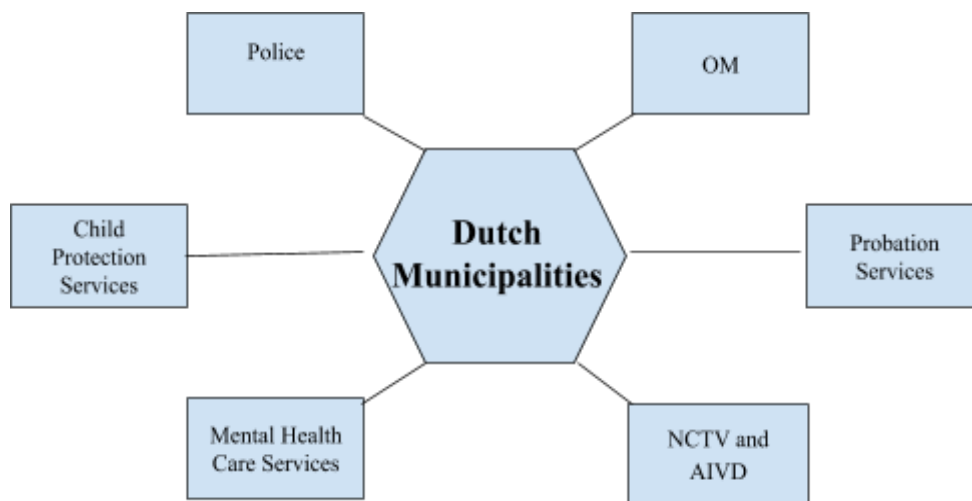 Police
OM
Child
Protection
Services
Dutch
Municipalities
Probation
Services
Mental Health
Care Services
NCTV and
AIVD